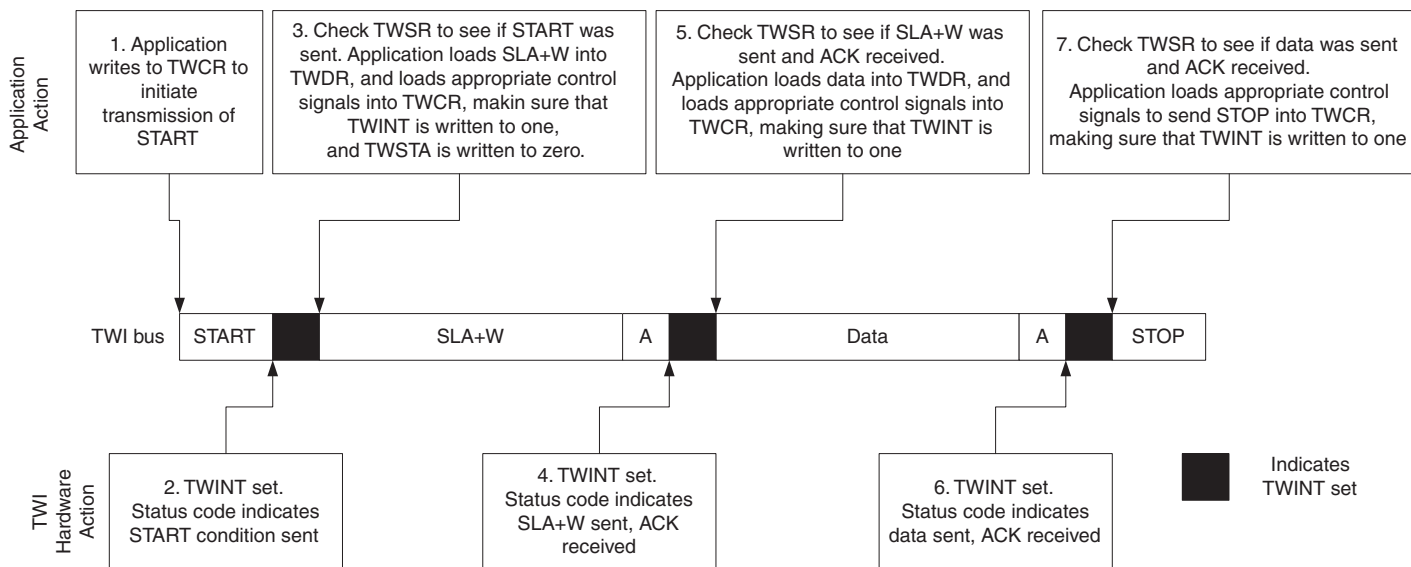 Application
Action
1. Application
writes to TWCR to
initiate
transmission of
START
3. Check TWSR to see if START was
sent. Application loads SLA+W into
TWDR, and loads appropriate control
signals into TWCR, makin sure that
TWINT is written to one,
and TWSTA is written to zero.
5. Check TWSR to see if SLA+W was
sent and ACK received.
Application loads data into TWDR, and
loads appropriate control signals into
TWCR, making sure that TWINT is
written to one
7. Check TWSR to see if data was sent
and ACK received.
Application loads appropriate control
signals to send STOP into TWCR,
making sure that TWINT is written to one
TWI bus
START
SLA+W
A
Data
A
STOP
TWI
Hardware
Action
2. TWINT set.
Status code indicates
START condition sent
4. TWINT set.
Status code indicates
SLA+W sent, ACK
received
6. TWINT set.
Status code indicates
data sent, ACK received
Indicates
TWINT set